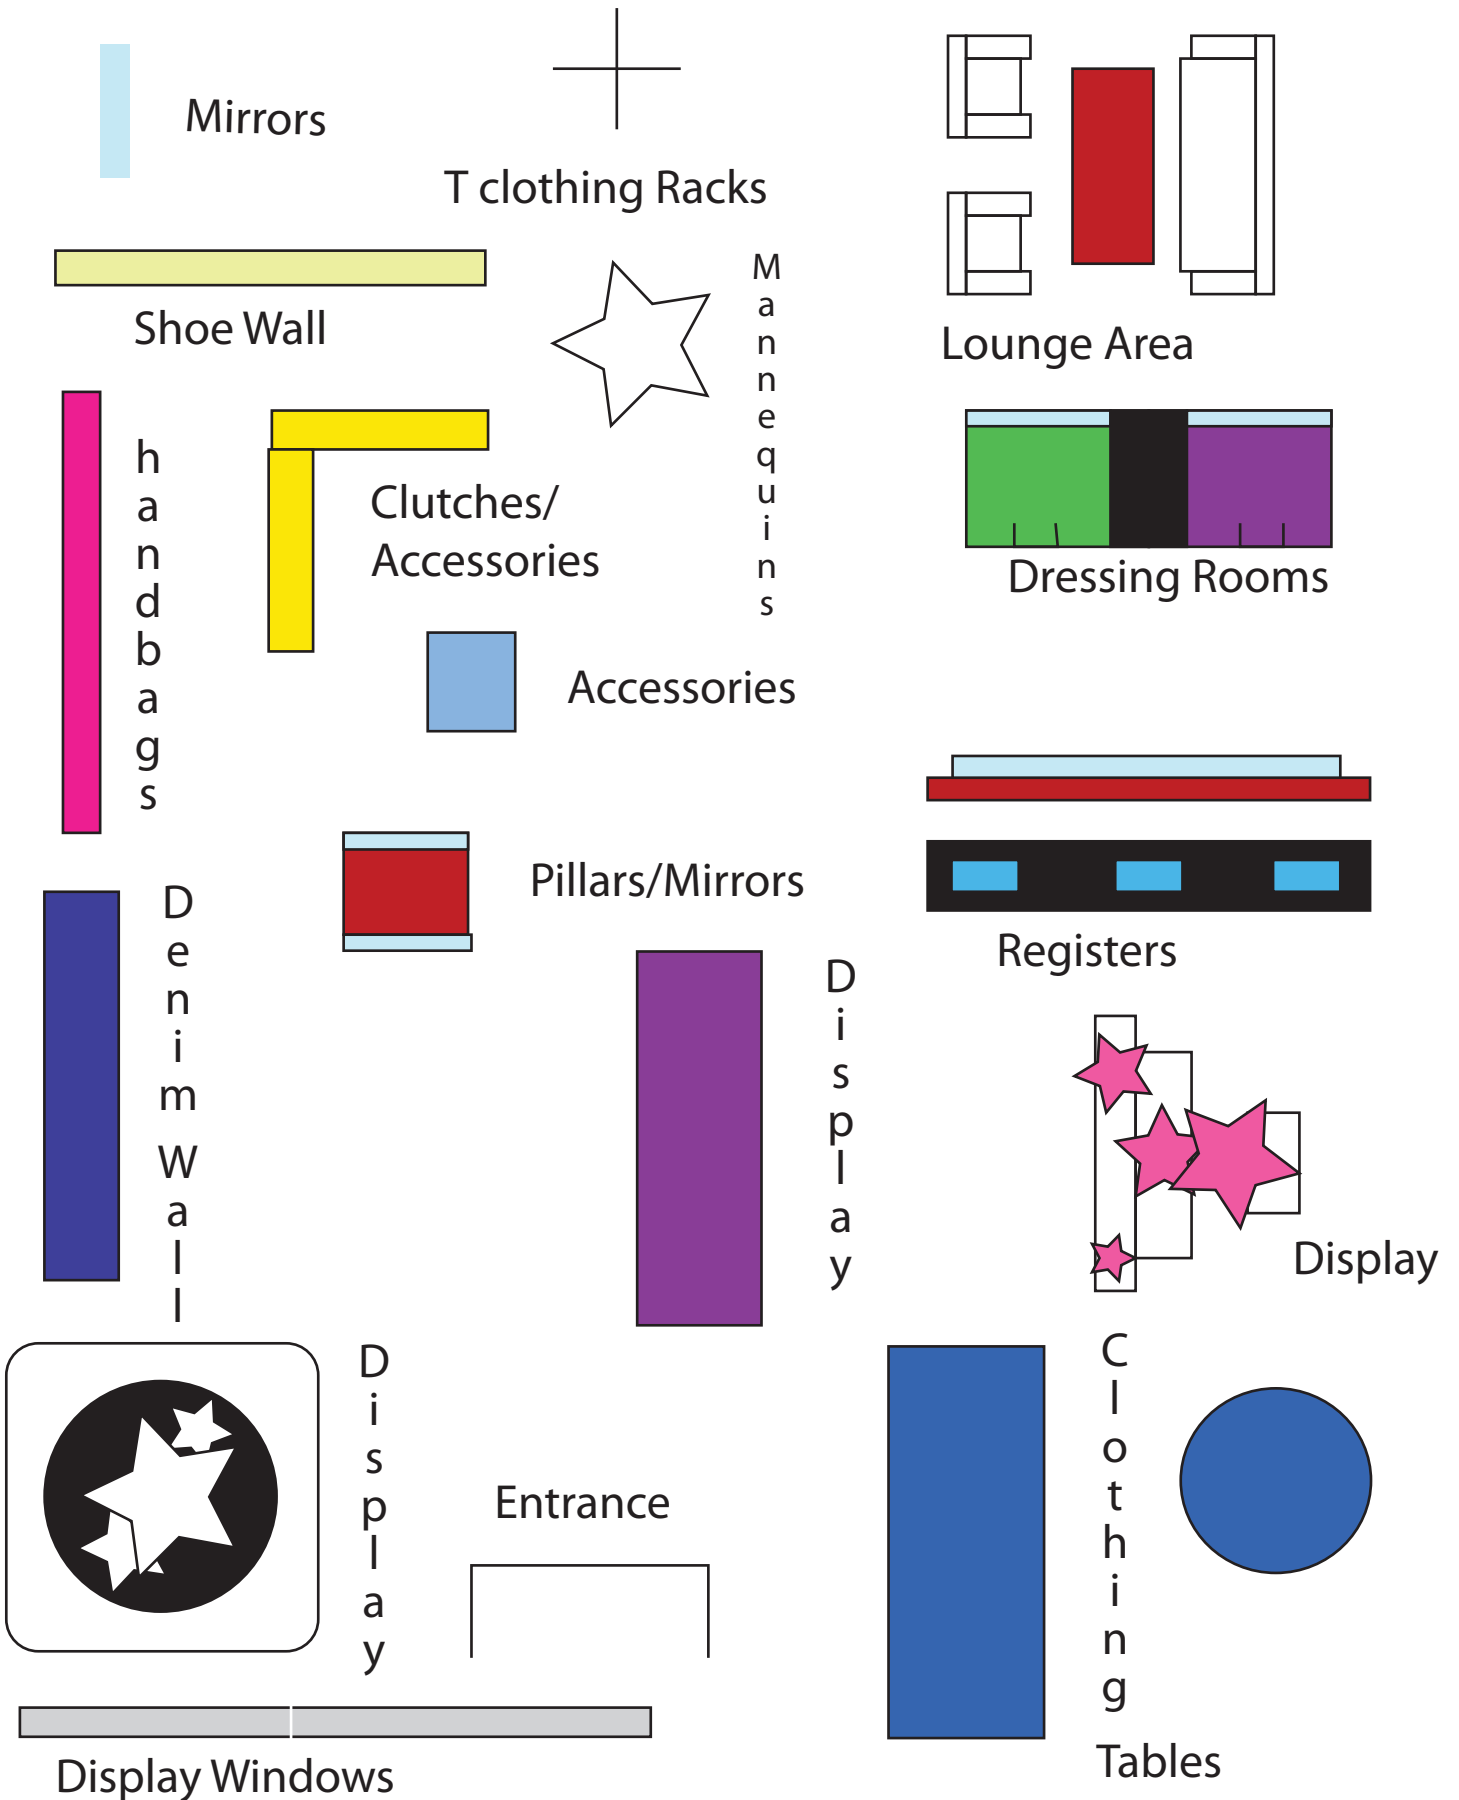 Mirrors
T clothing Racks
Shoe Wall
Mannequins
Lounge Area
handbags
Clutches/
Accessories
Dressing Rooms
Accessories
Pillars/Mirrors
Registers
Denim Wall
Display
Display
Display
Entrance
Clothing
Tables
Display Windows